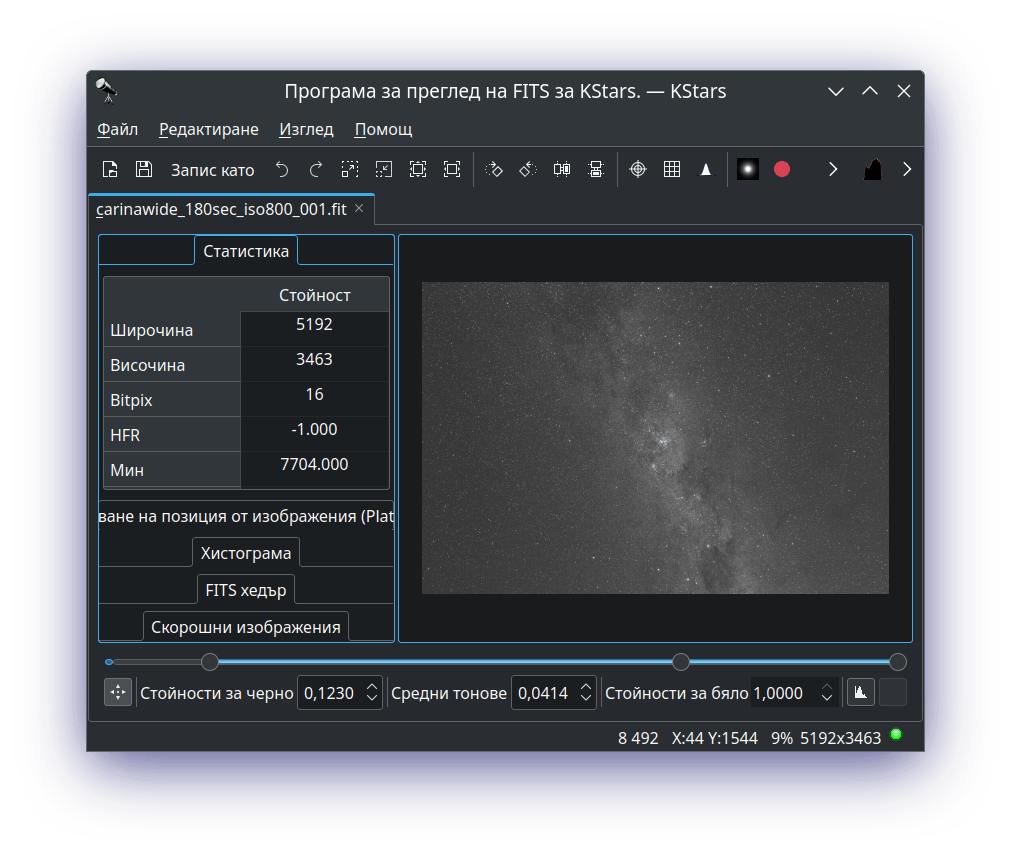 Програма за преглед на FITS за KStars. — KStars
Файл Редактиране Изглед Помощ
Запис като
carinawide_180sec_iso800_001.fit
Статистика
Стойност
Широчина 5192
Височина 3463
Bitpix 16
HFR -1.000
Мин 7704.000
ване на позиция от изображения (Plat
Хистограма
FITS хедър
Скорошни изображения
Стойности за черно 0,1230 Средни тонове 0,0414 Стойности за бяло 1,0000
8 492 X:44 Y:1544 9% 5192x3463